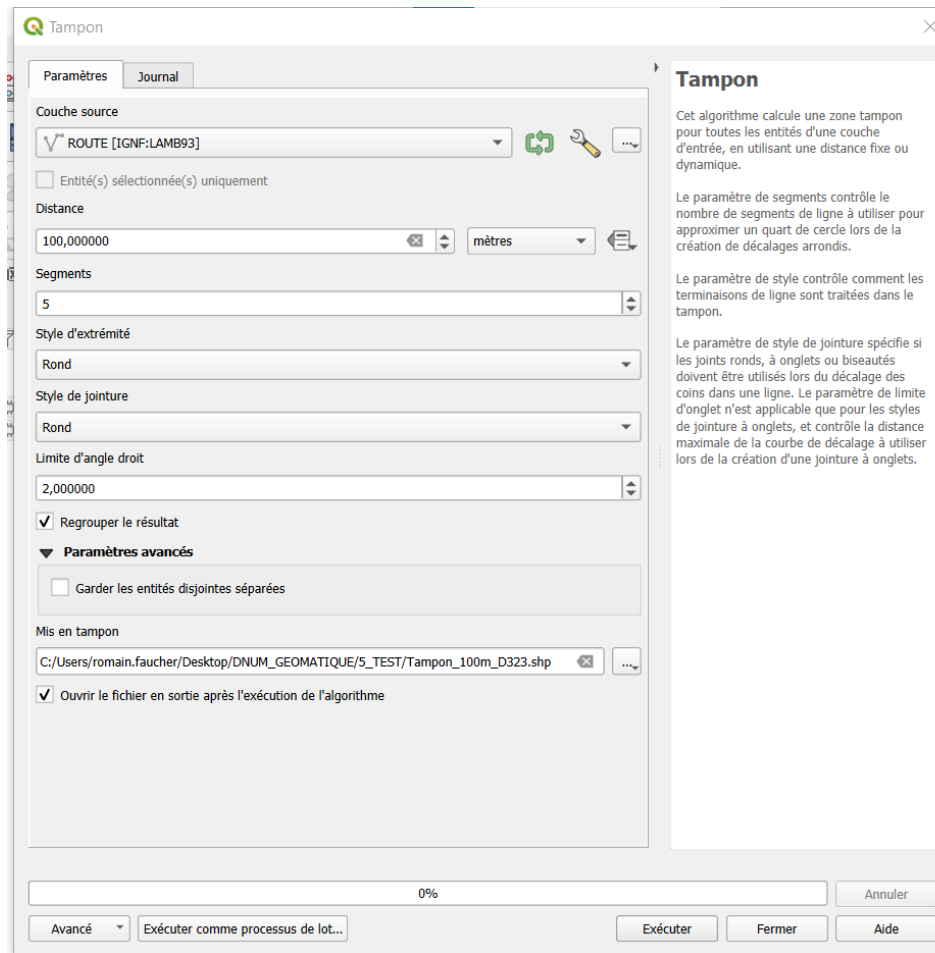 Tampon
Paramètres
Journal
Couche source
ROUTE [IGNF:LAMB93]
...
Entité(s) sélectionnée(s) uniquement
Distance
100,000000
mètres
Segments
5
Style d'extrémité
Rond
Style de jointure
Rond
Limite d'angle droit
2,000000
Regrouper le résultat
Paramètres avancés
Garder les entités disjointes séparées
Mis en tampon
C:/Users/romain.faucher/Desktop/DNUM_GEOMATIQUE/5_TEST/Tampon_100m_D323.shp
...
Ouvrir le fichier en sortie après l'exécution de l'algorithme
Tampon
Cet algorithme calcule une zone tampon
pour toutes les entités d'une couche
d'entrée, en utilisant une distance fixe ou
dynamique.
Le paramètre de segments contrôle le
nombre de segments de ligne à utiliser pour
approximer un quart de cercle lors de la
création de décalages arrondis.
Le paramètre de style contrôle comment les
terminaisons de ligne sont traitées dans le
tampon.
Le paramètre de style de jointure spécifie si
les joints ronds, à onglets ou biseautés
doivent être utilisés lors du décalage des
coins dans une ligne. Le paramètre de limite
d'onglet n'est applicable que pour les styles
de jointure à onglets, et contrôle la distance
maximale de la courbe de décalage à utiliser
lors de la création d'une jointure à onglets.
0%
Annuler
Avancé
Exécuter comme processus de lot...
Exécuter
Fermer
Aide